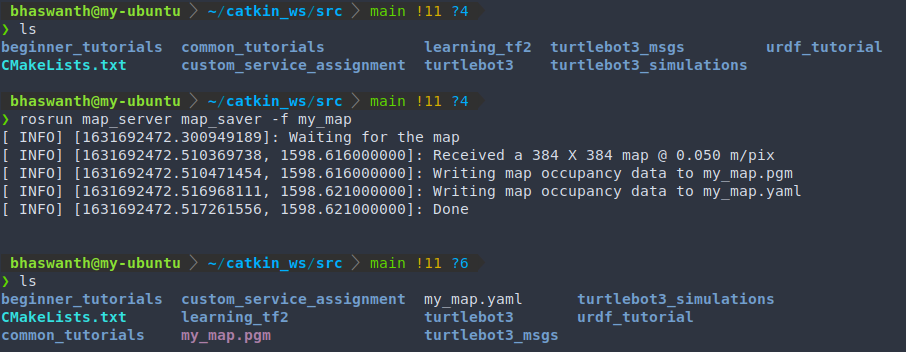 bhaswanth@my-ubuntu > ~/catkin_ws/src > main !11 ?4
❯ ls
beginner_tutorials common_tutorials learning_tf2 turtlebot3_msgs urdf_tutorial
CMakeLists.txt custom_service_assignment turtlebot3 turtlebot3_simulations
bhaswanth@my-ubuntu > ~/catkin_ws/src > main !11 ?4
❯ rosrun map_server map_saver -f my_map
[ INFO] [1631692472.300949189]: Waiting for the map
[ INFO] [1631692472.510369738, 1598.616000000]: Received a 384 X 384 map @ 0.050 m/pix
[ INFO] [1631692472.510471454, 1598.616000000]: Writing map occupancy data to my_map.pgm
[ INFO] [1631692472.516968111, 1598.621000000]: Writing map occupancy data to my_map.yaml
[ INFO] [1631692472.517261556, 1598.621000000]: Done
bhaswanth@my-ubuntu > ~/catkin_ws/src > main !11 ?6
❯ ls
beginner_tutorials custom_service_assignment my_map.yaml turtlebot3_simulations
CMakeLists.txt learning_tf2 turtlebot3 urdf_tutorial
common_tutorials my_map.pgm turtlebot3_msgs